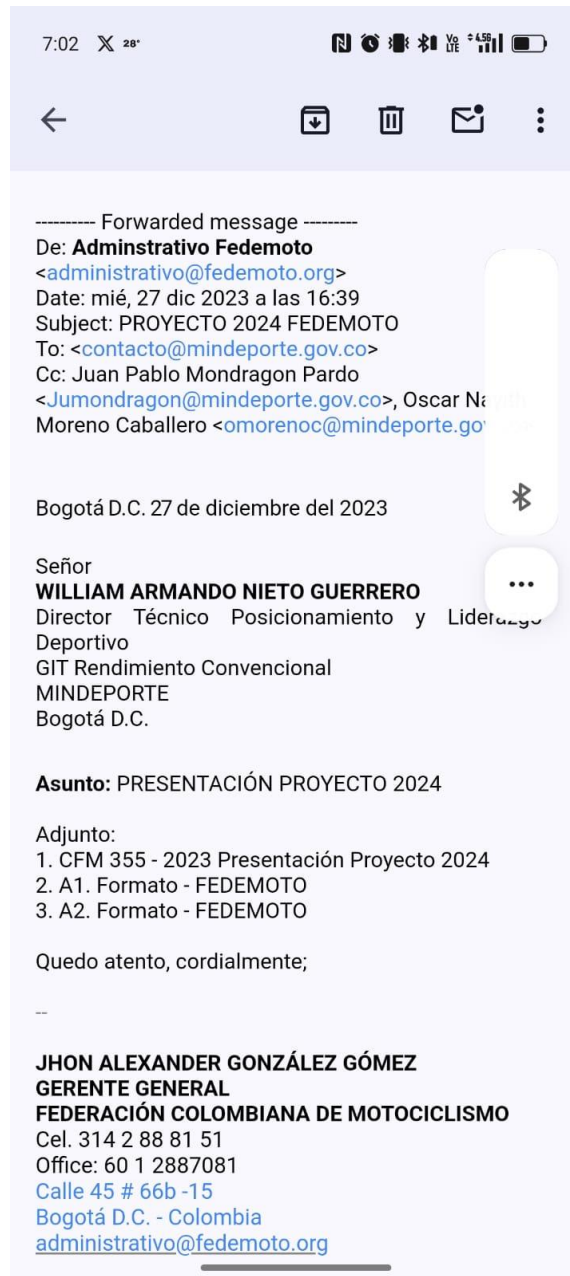 7:02 X 28°
Vo LTE 4.5G
---------- Forwarded message ---------
De: Adminstrativo Fedemoto
<administrativo@fedemoto.org>
Date: mié, 27 dic 2023 a las 16:39
Subject: PROYECTO 2024 FEDEMOTO
To: <contacto@mindeporte.gov.co>
Cc: Juan Pablo Mondragon Pardo
<Jumondragon@mindeporte.gov.co>, Oscar
Moreno Caballero <omorenoc@mindeporte.gov
Bogotá D.C. 27 de diciembre del 2023
Señor
WILLIAM ARMANDO NIETO GUERRERO
Director Técnico Posicionamiento y Liderazgo
Deportivo
GIT Rendimiento Convencional
MINDEPORTE
Bogotá D.C.
Asunto: PRESENTACIÓN PROYECTO 2024
Adjunto:
1. CFM 355 - 2023 Presentación Proyecto 2024
2. A1. Formato - FEDEMOTO
3. A2. Formato - FEDEMOTO
Quedo atento, cordialmente;
--
JHON ALEXANDER GONZÁLEZ GÓMEZ
GERENTE GENERAL
FEDERACIÓN COLOMBIANA DE MOTOCICLISMO
Cel. 314 2 88 81 51
Office: 60 1 2887081
Calle 45 # 66b -15
Bogotá D.C. - Colombia
administrativo@fedemoto.org